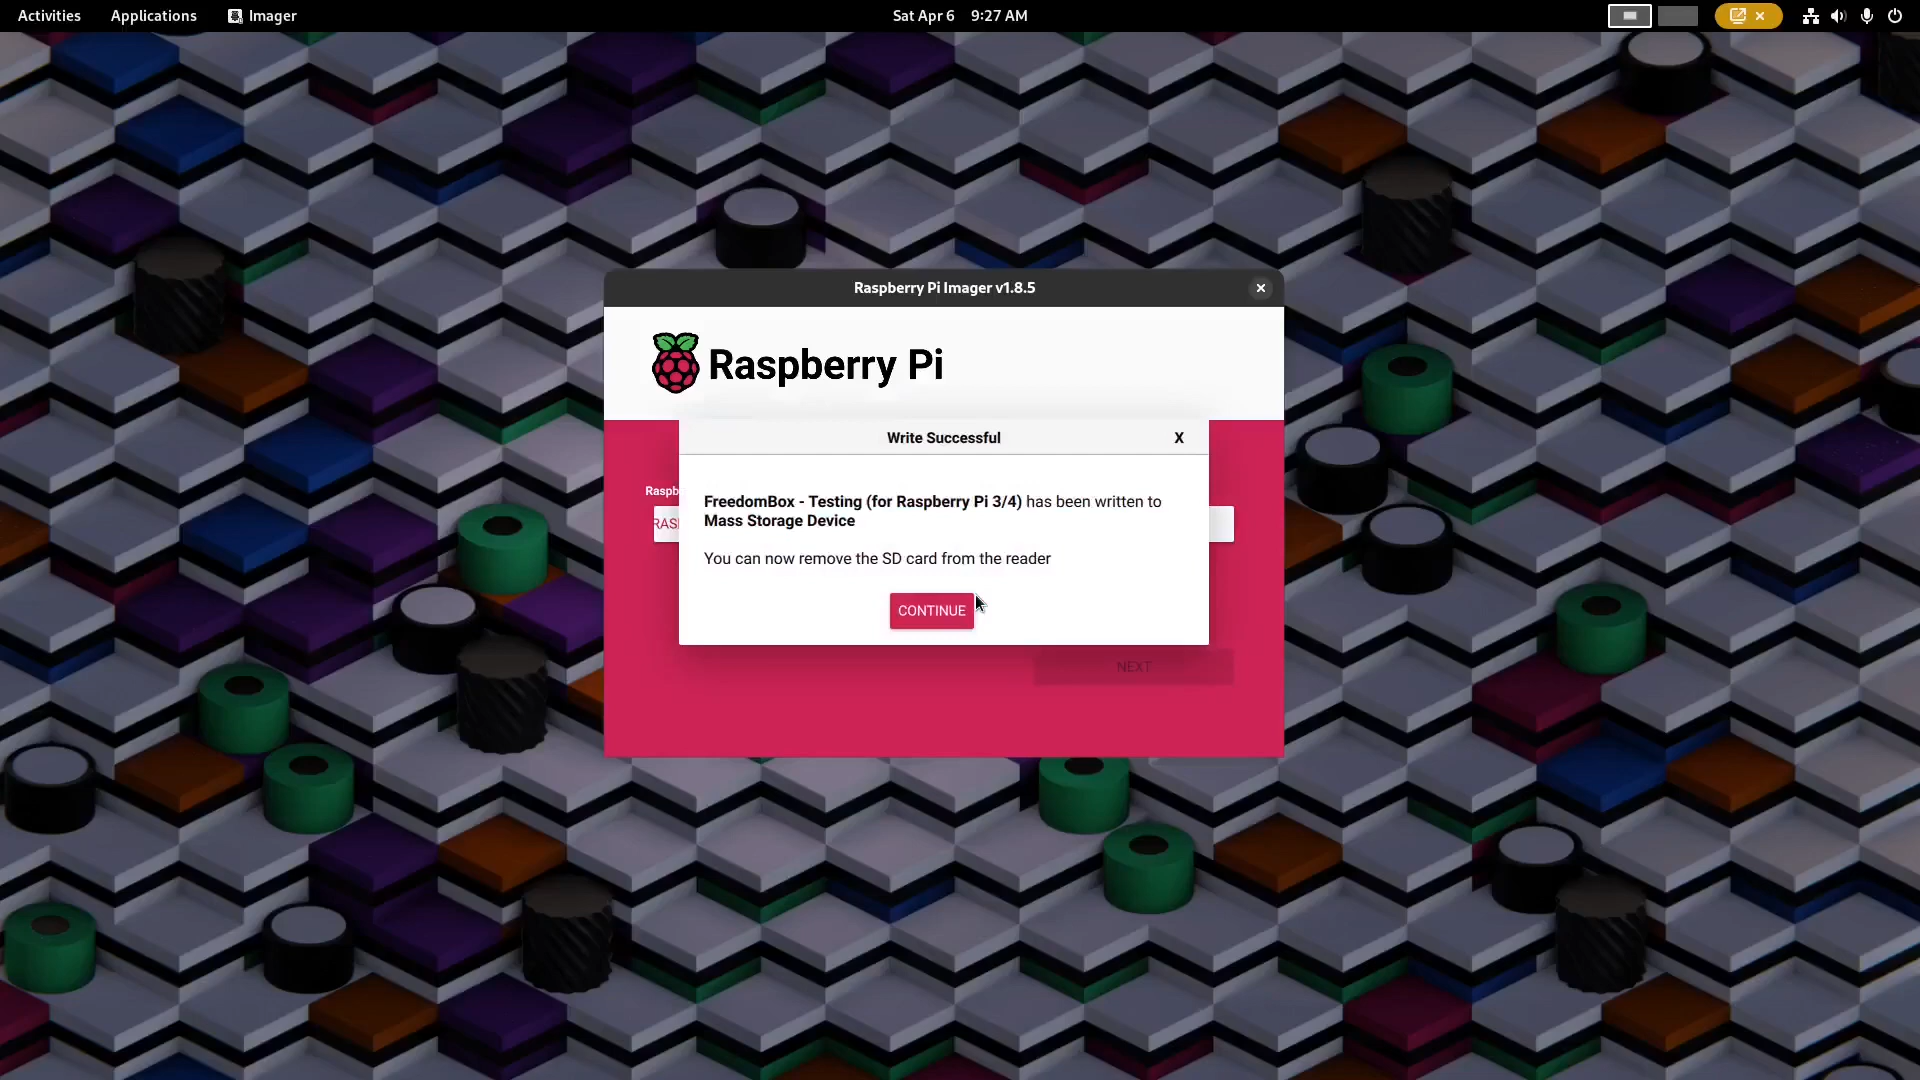 Activities Applications Imager Sat Apr 6 9:27 AM
Raspberry Pi Imager v1.8.5
Raspberry Pi
Write Successful X
Raspb
FreedomBox - Testing (for Raspberry Pi 3/4) has been written to
RASI
Mass Storage Device
You can now remove the SD card from the reader
CONTINUE
NEXT